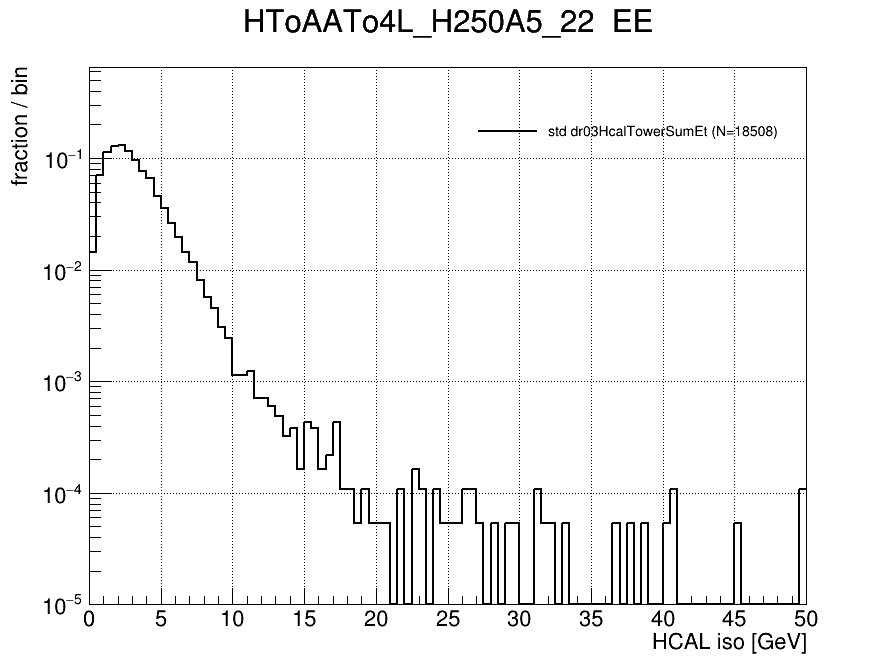 HToAATo4L_H250A5_22 EE
fraction / bin
std dr03HcalTowerSumEt (N=18508)
10⁻¹
10⁻²
10⁻³
10⁻⁴
10⁻⁵
0 5 10 15 20 25 30 35 40 45 50
HCAL iso [GeV]